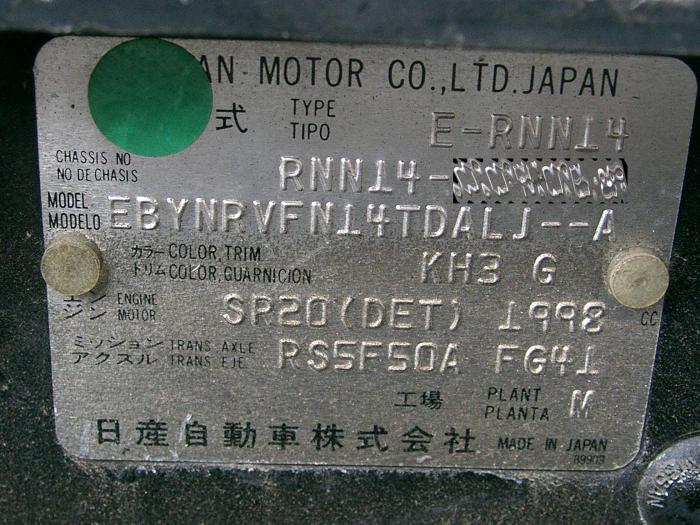 AN MOTOR CO.,LTD.JAPAN
式 TYPE TIPO E-RNN14
CHASSIS NO
NO DE CHASIS RNN14-
MODEL
MODELO EBYNRVFN14TDALJ--A
カラー COLOR,TRIM
トリム COLOR,GUARNICION KH3 G
エン ENGINE
ジン MOTOR SR20(DET) 1998 CC
ミッション TRANS AXLE
アクスル TRANS EJE RS5F50A FG41
工場 PLANT PLANTA M
日産自動車株式会社 MADE IN JAPAN
89903